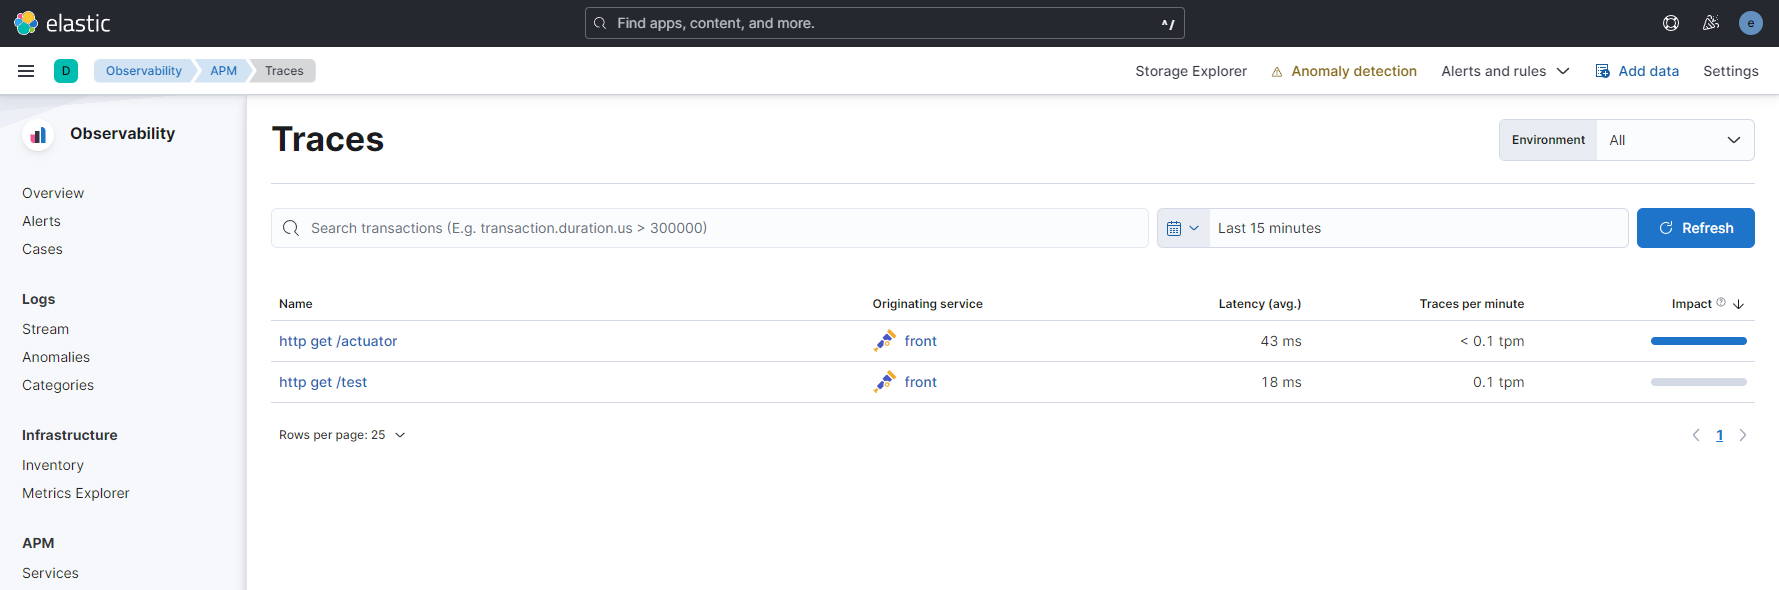 elastic
Find apps, content, and more.
^/
e
D
Observability
APM
Traces
Storage Explorer
Anomaly detection
Alerts and rules
Add data
Settings
Observability
Overview
Alerts
Cases
Logs
Stream
Anomalies
Categories
Infrastructure
Inventory
Metrics Explorer
APM
Services
Traces
Environment All
Search transactions (E.g. transaction.duration.us > 300000)
Last 15 minutes
Refresh
Name Originating service Latency (avg.) Traces per minute Impact
http get /actuator front 43 ms < 0.1 tpm
http get /test front 18 ms 0.1 tpm
Rows per page: 25
1